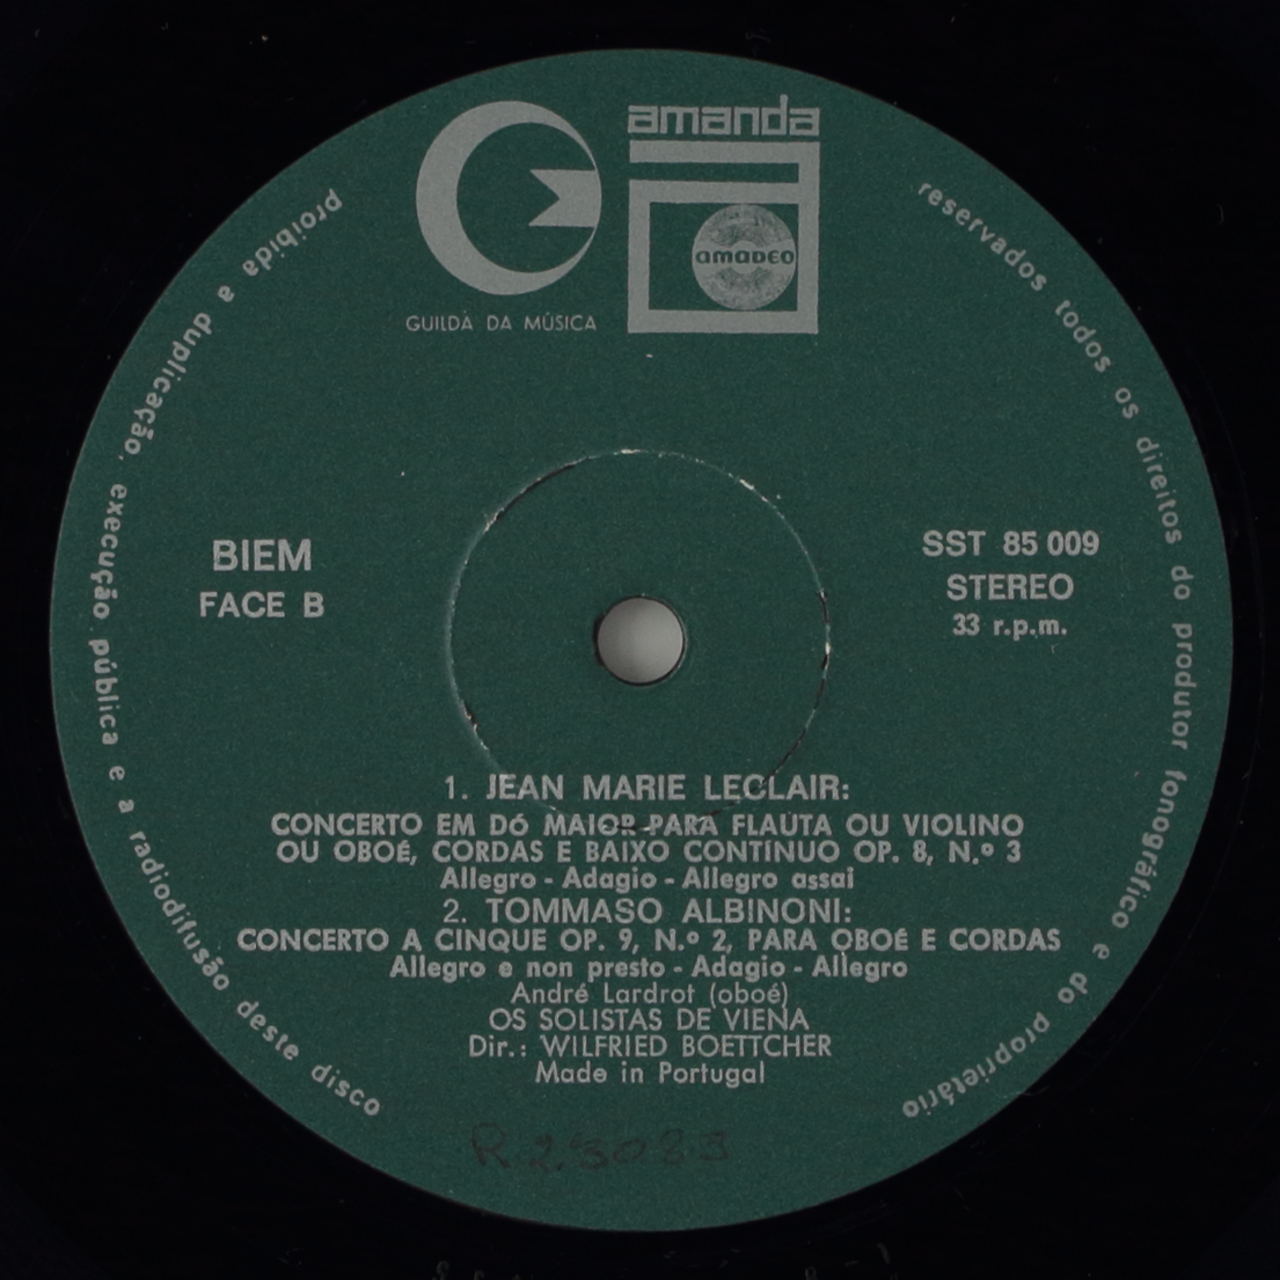 amanda
AMADEO
GUILDA DA MÚSICA
proibida a duplicação, execução pública e a radiodifusão deste disco
reservados todos os direitos do produtor fonográfico e do proprietário
BIEM
FACE B
SST 85 009
STEREO
33 r.p.m.
1. JEAN MARIE LECLAIR:
CONCERTO EM DÓ MAIOR PARA FLAUTA OU VIOLINO
OU OBOÉ, CORDAS E BAIXO CONTÍNUO OP. 8, N.º 3
Allegro - Adagio - Allegro assai
2. TOMMASO ALBINONI:
CONCERTO A CINQUE OP. 9, N.º 2, PARA OBOÉ E CORDAS
Allegro e non presto - Adagio - Allegro
André Lardrot (oboé)
OS SOLISTAS DE VIENA
Dir.: WILFRIED BOETTCHER
Made in Portugal
R.23089